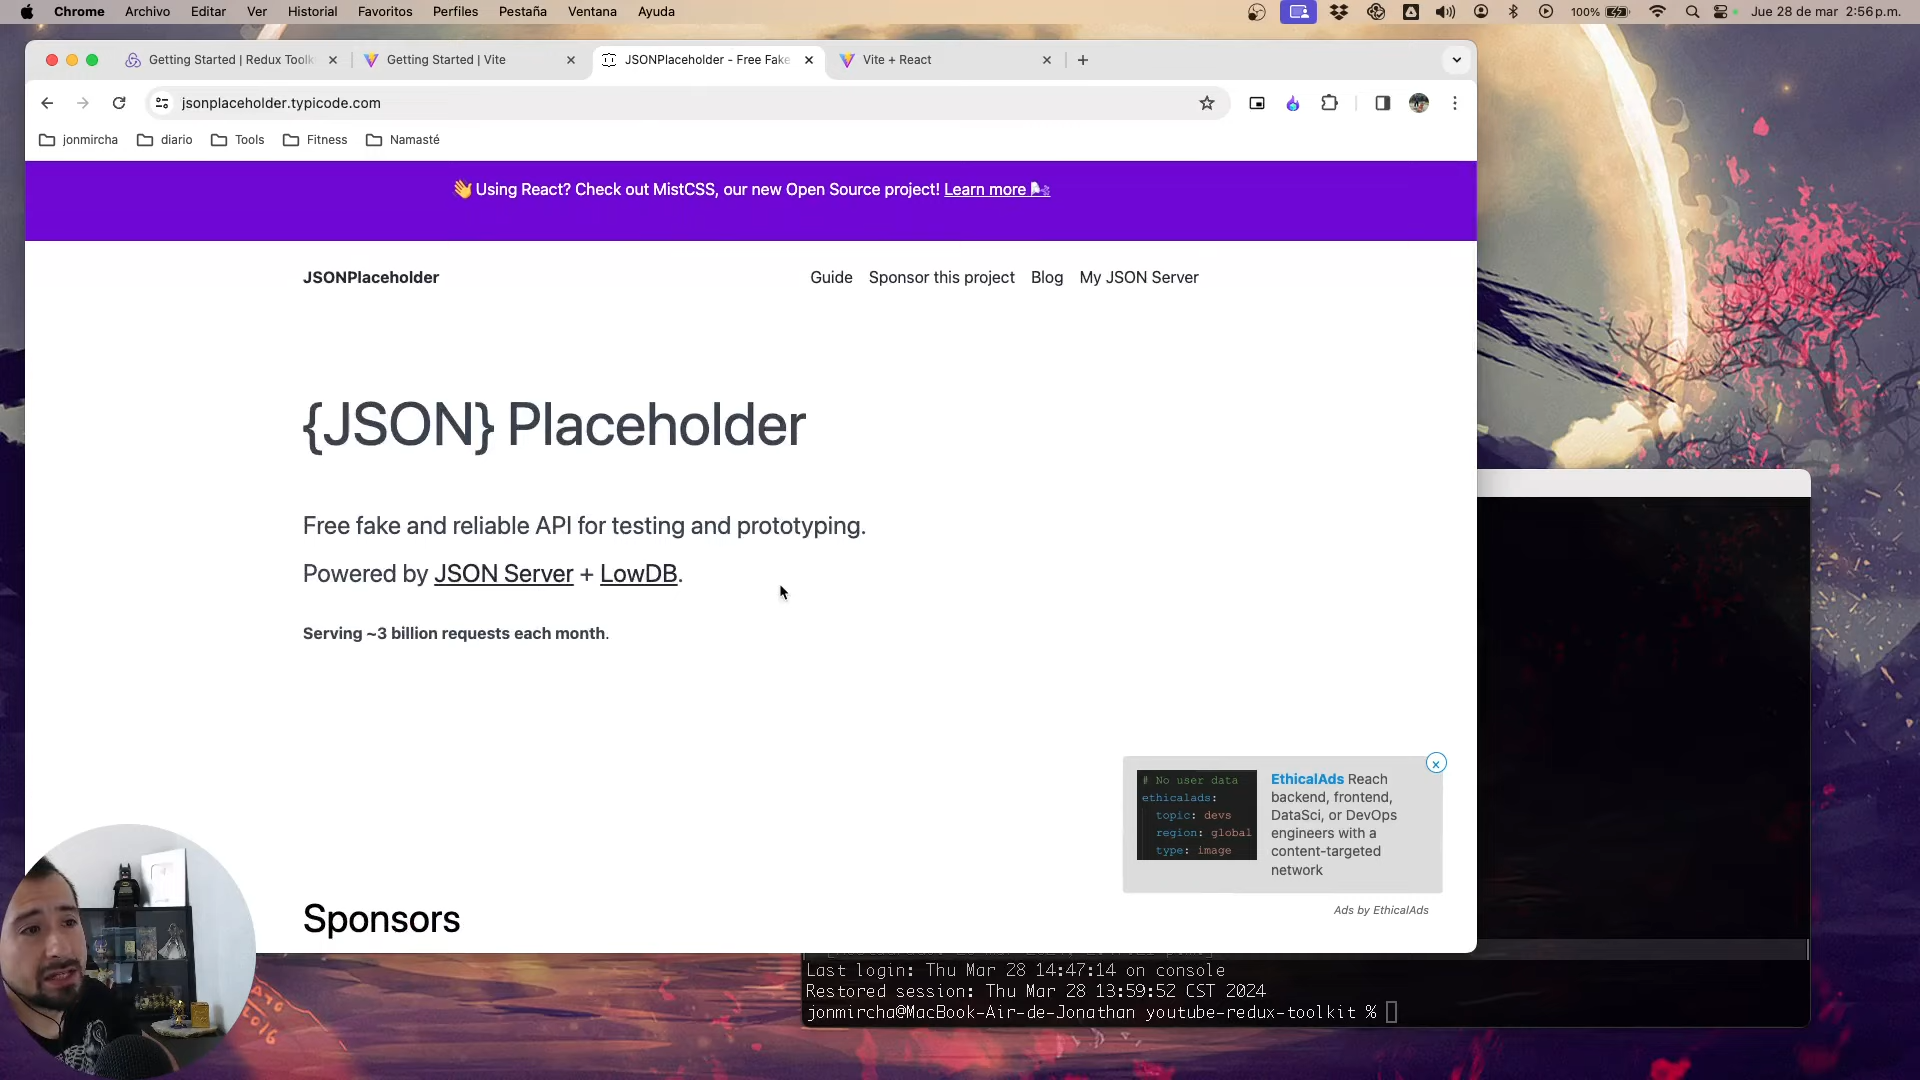 Chrome Archivo Editar Ver Historial Favoritos Perfiles Pestaña Ventana Ayuda
100% Jue 28 de mar 2:56 p.m.
Getting Started | Redux Toolk
Getting Started | Vite
JSONPlaceholder - Free Fake
Vite + React
jsonplaceholder.typicode.com
jonmircha diario Tools Fitness Namasté
👋 Using React? Check out MistCSS, our new Open Source project! Learn more
JSONPlaceholder
Guide Sponsor this project Blog My JSON Server
{JSON} Placeholder
Free fake and reliable API for testing and prototyping.
Powered by JSON Server + LowDB.
Serving ~3 billion requests each month.
# No user data
ethicalads:
topic: devs
region: global
type: image
EthicalAds Reach
backend, frontend,
DataSci, or DevOps
engineers with a
content-targeted
network
Ads by EthicalAds
Sponsors
Last login: Thu Mar 28 14:47:14 on console
Restored session: Thu Mar 28 13:59:52 CST 2024
jonmircha@MacBook-Air-de-Jonathan youtube-redux-toolkit %